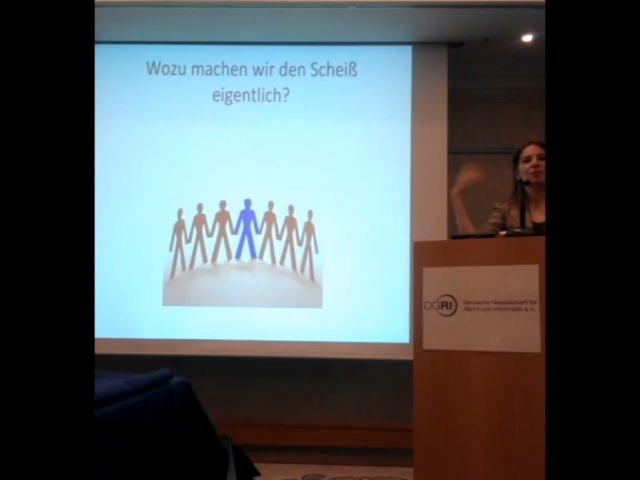 Wozu machen wir den Scheiß
eigentlich?
DGRI
Deutsche Gesellschaft für
Recht und Informatik e.V.